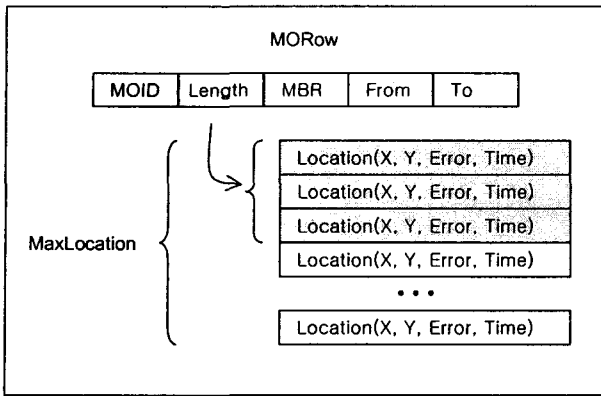 MORow
MOID Length MBR From To
Location(X, Y, Error, Time)
Location(X, Y, Error, Time)
Location(X, Y, Error, Time)
MaxLocation
Location(X, Y, Error, Time)
• • •
Location(X, Y, Error, Time)